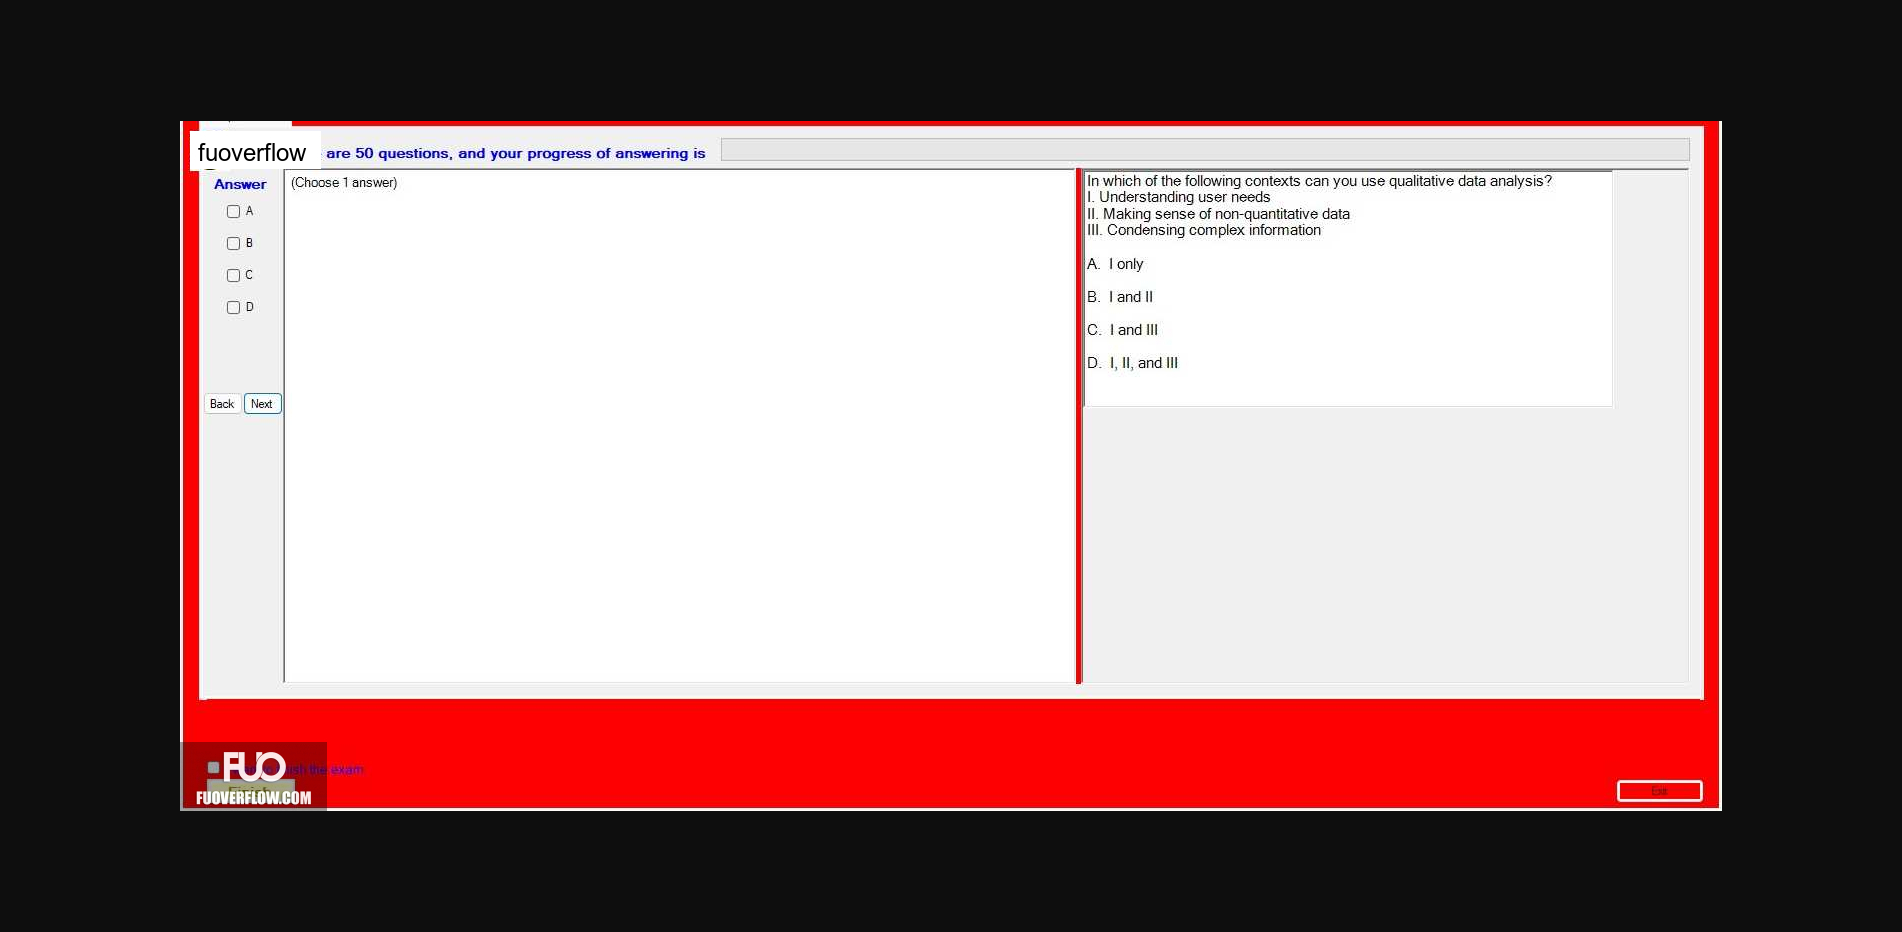 fuoverflow are 50 questions, and your progress of answering is
Answer
(Choose 1 answer)
A
B
C
D
Back Next
In which of the following contexts can you use qualitative data analysis?
I. Understanding user needs
II. Making sense of non-quantitative data
III. Condensing complex information
A. I only
B. I and II
C. I and III
D. I, II, and III
FUO
the exam
FUOVERFLOW.COM
Exit